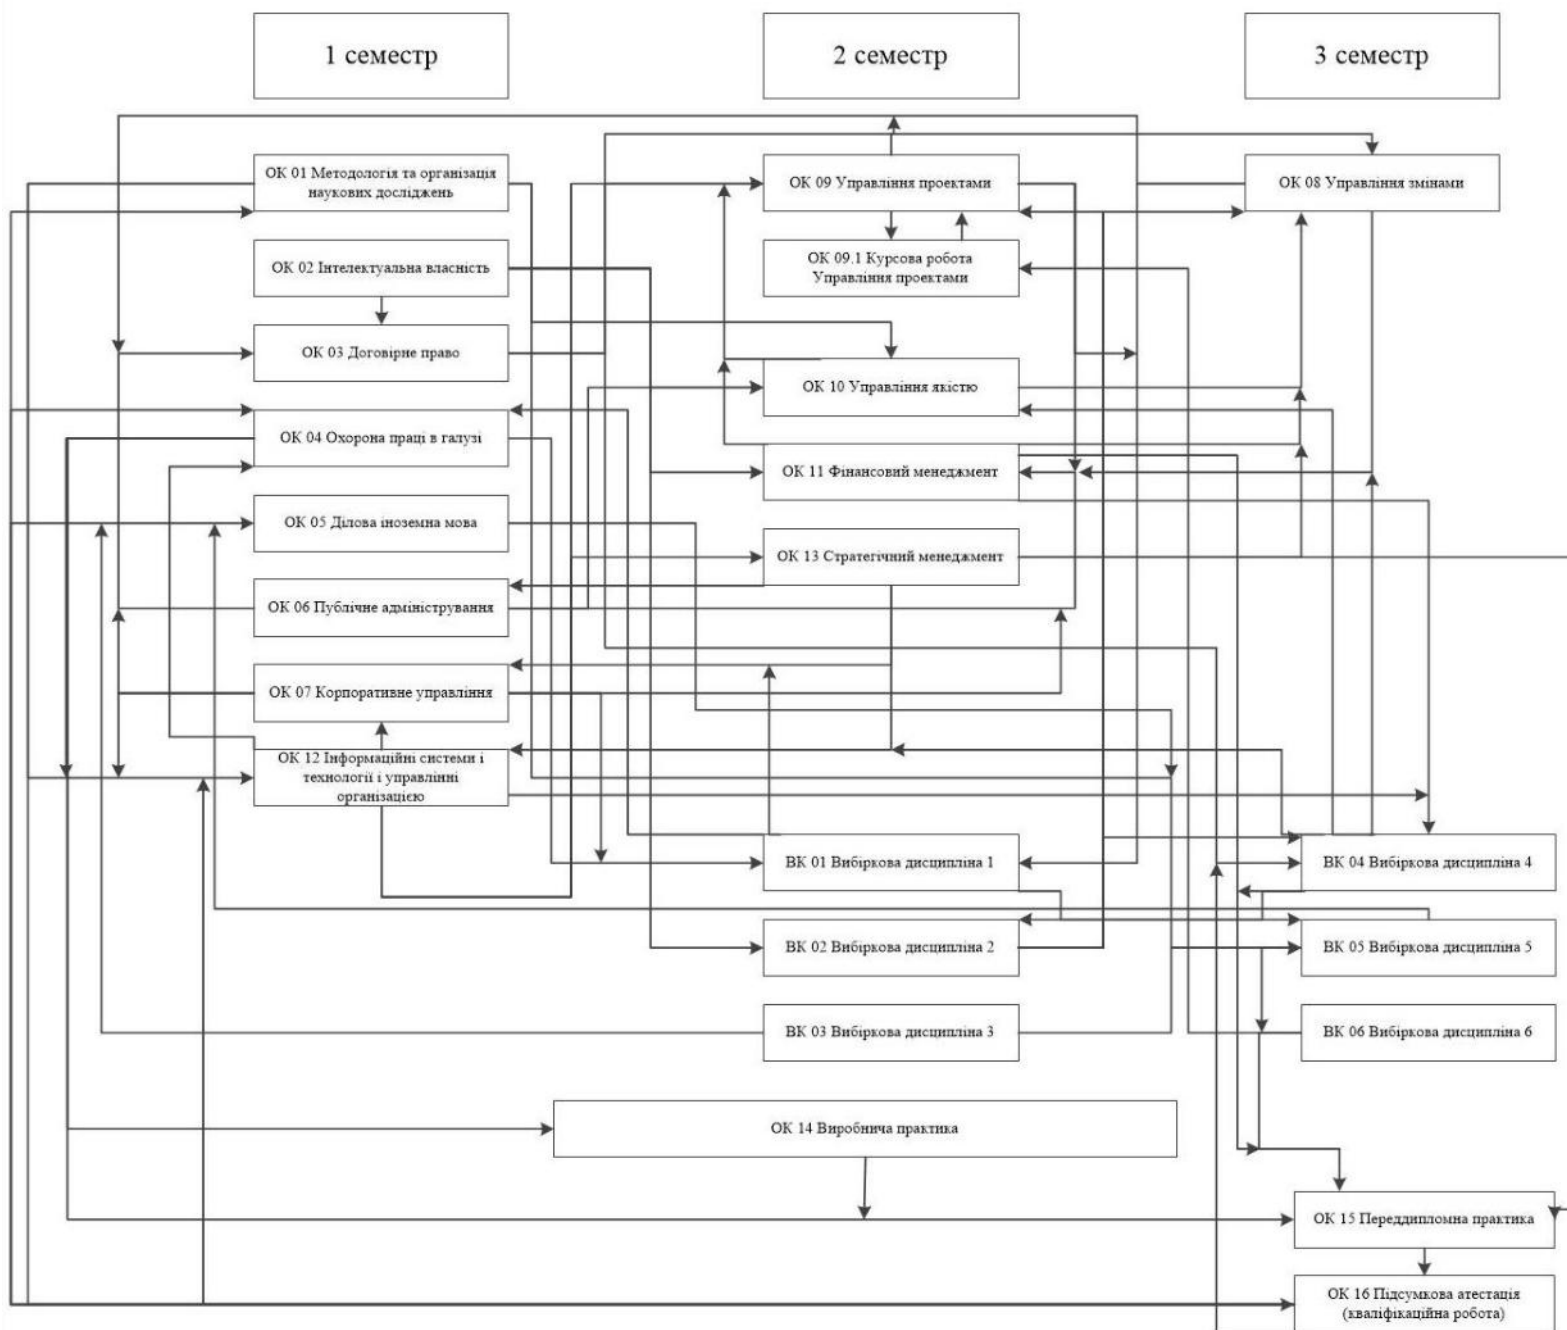 1 семестр
2 семестр
3 семестр
ОК 01 Методологія та організація
наукових досліджень
ОК 02 Інтелектуальна власність
ОК 03 Договірне право
ОК 04 Охорона праці в галузі
ОК 05 Ділова іноземна мова
ОК 06 Публічне адміністрування
ОК 07 Корпоративне управління
ОК 12 Інформаційні системи і
технології і управлінні
організацією
ОК 09 Управління проектами
ОК 09.1 Курсова робота
Управління проектами
ОК 10 Управління якістю
ОК 11 Фінансовий менеджмент
ОК 13 Стратегічний менеджмент
ВК 01 Вибіркова дисципліна 1
ВК 02 Вибіркова дисципліна 2
ВК 03 Вибіркова дисципліна 3
ОК 08 Управління змінами
ВК 04 Вибіркова дисципліна 4
ВК 05 Вибіркова дисципліна 5
ВК 06 Вибіркова дисципліна 6
ОК 14 Виробнича практика
ОК 15 Переддипломна практика
ОК 16 Підсумкова атестація
(кваліфікаційна робота)